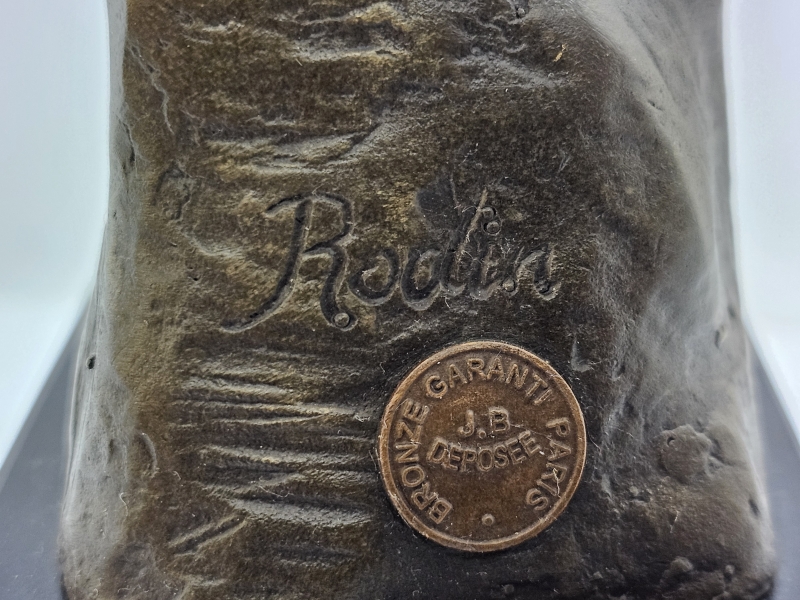 Rodin
BRONZE GARANTI PARIS
J.B
DEPOSEE